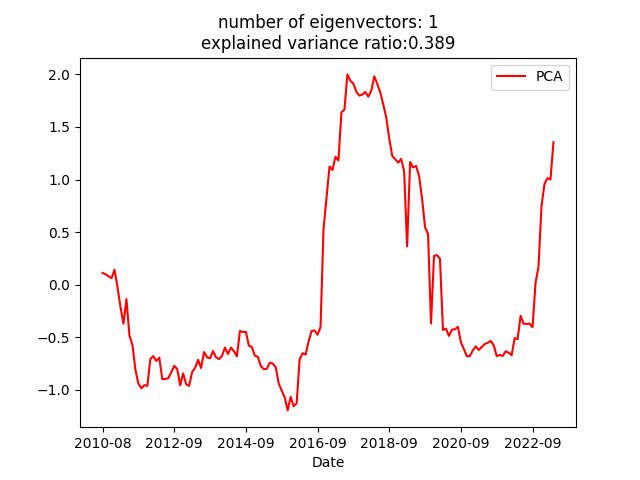 number of eigenvectors: 1
explained variance ratio:0.389
PCA
2.0
1.5
1.0
0.5
0.0
−0.5
−1.0
2010-08 2012-09 2014-09 2016-09 2018-09 2020-09 2022-09
Date